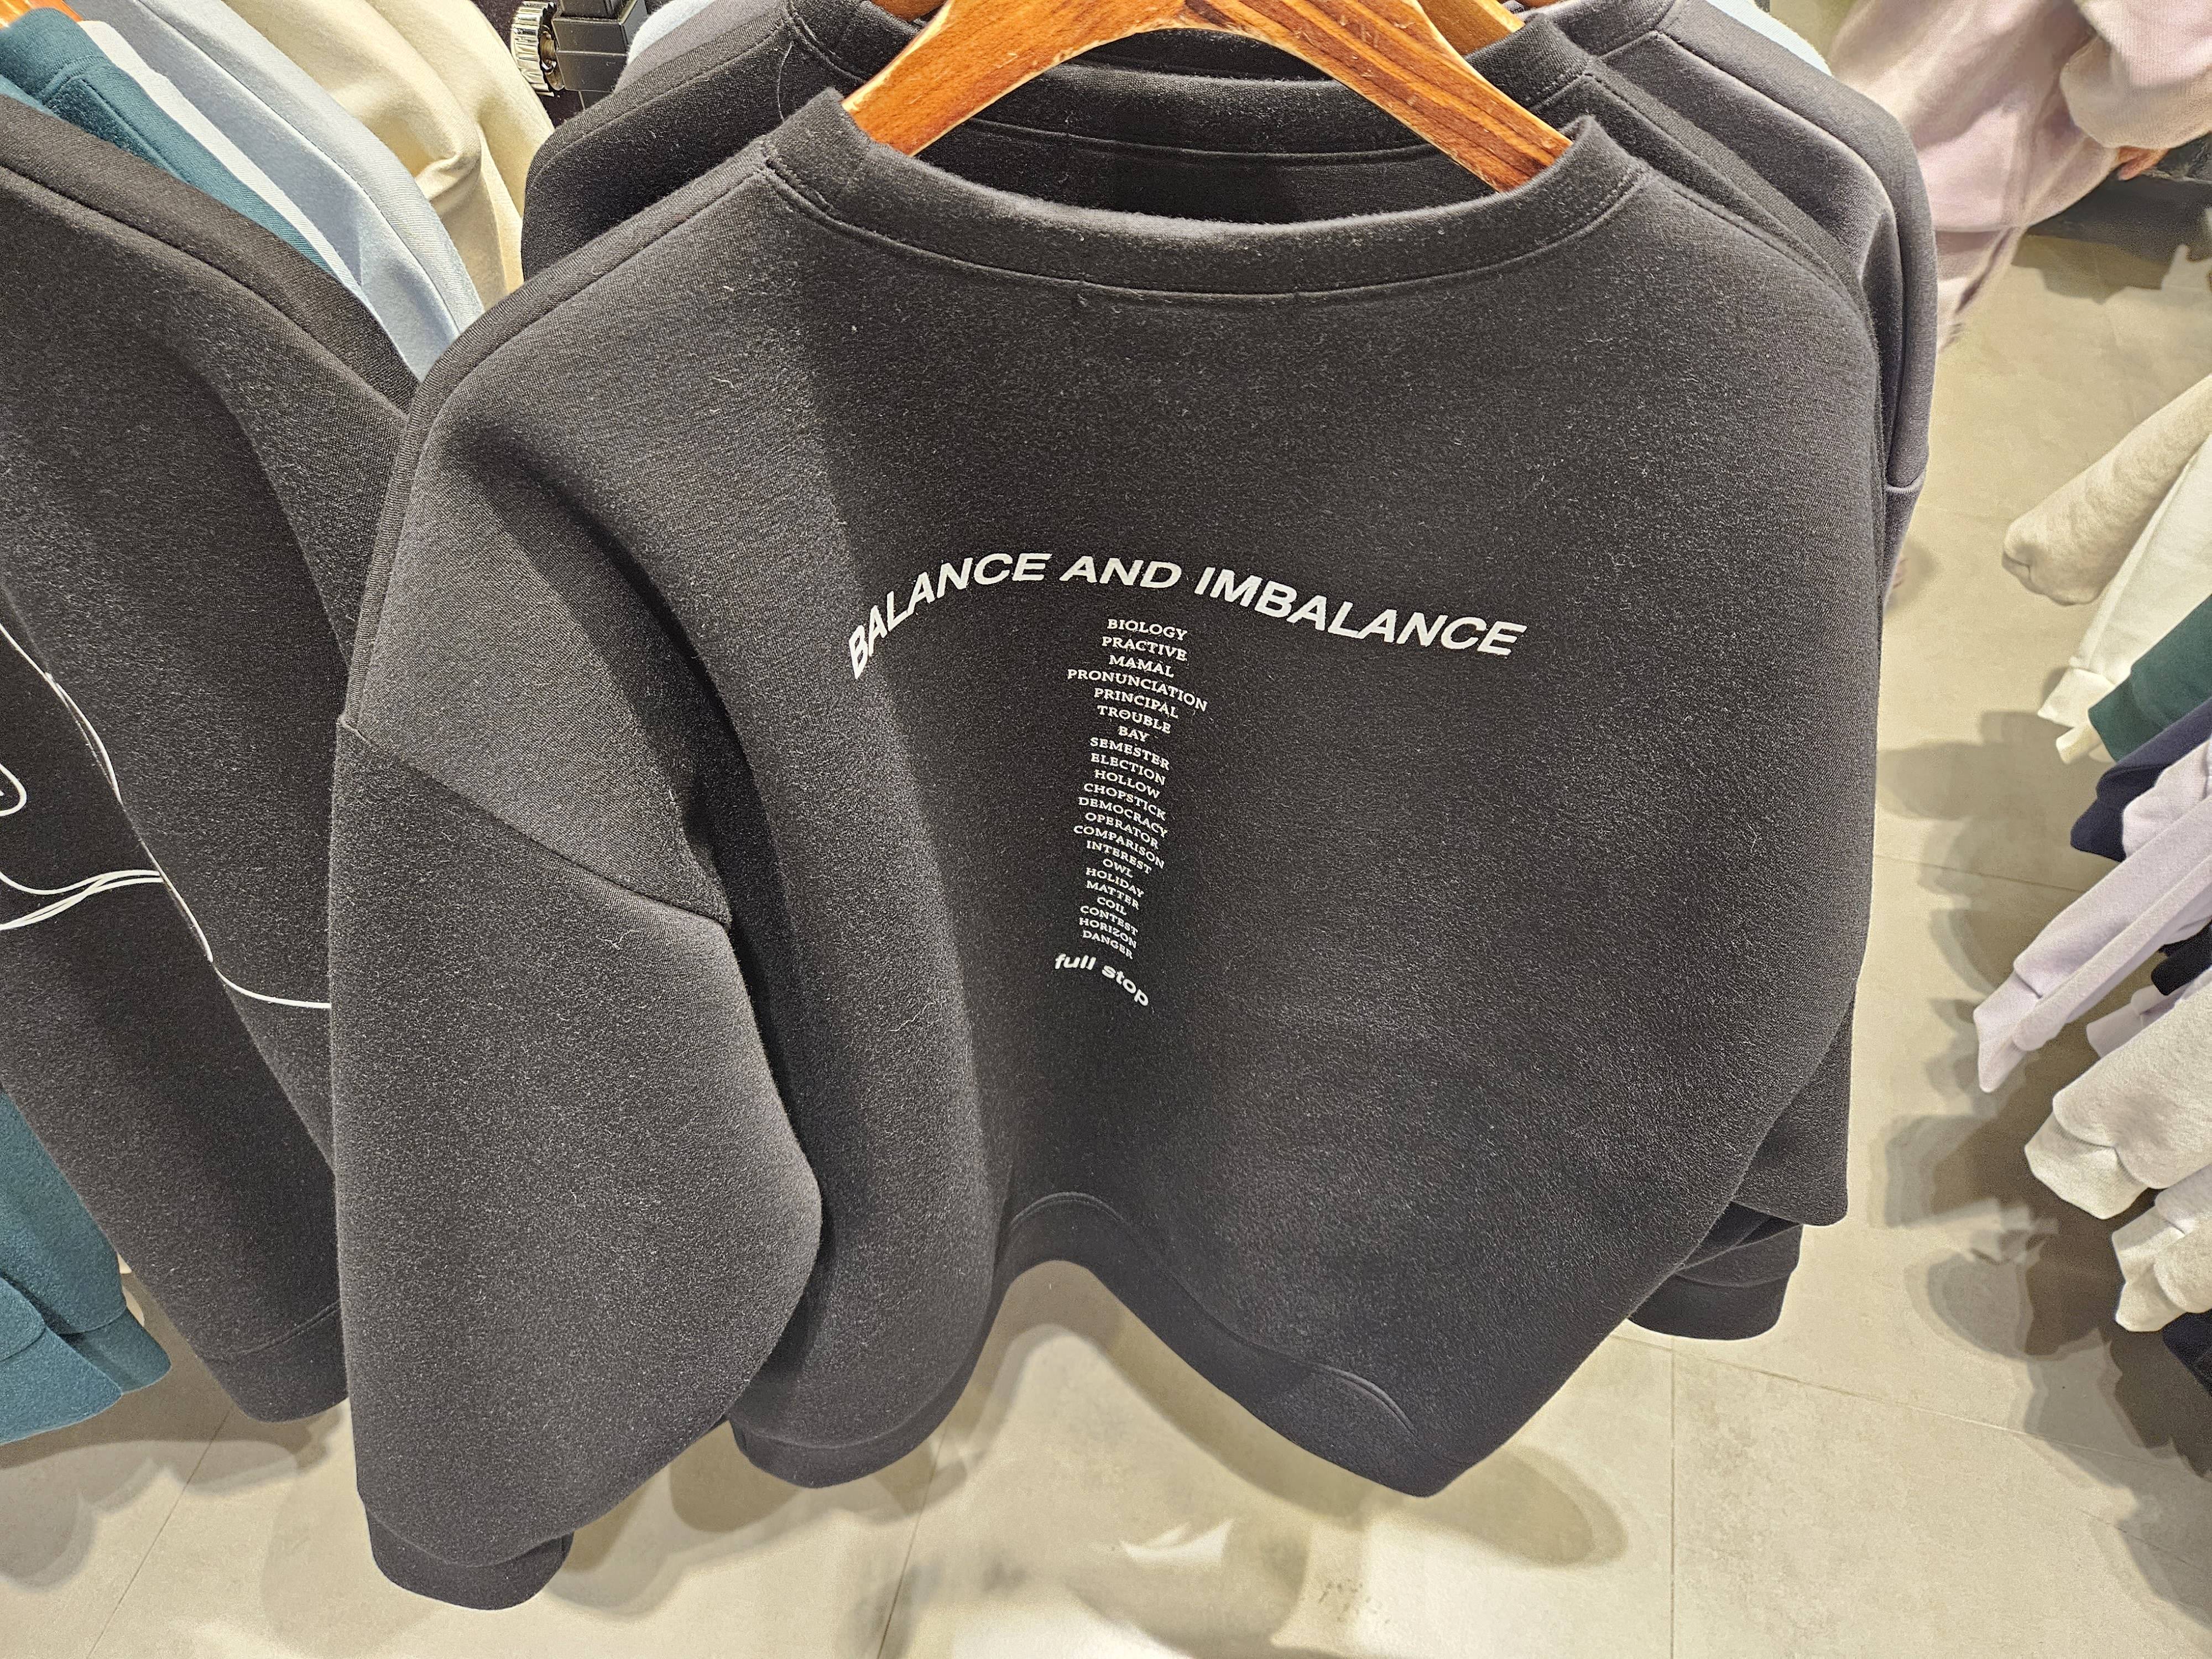 BALANCE AND IMBALANCE
BIOLOGY
PRACTIVE
MAMAL
PRONUNCIATION
PRINCIPAL
TROUBLE
BAY
SEMESTER
ELECTION
HOLLOW
CHOPSTICK
DEMOCRACY
OPERATOR
COMPARISON
INTEREST
OWL
HOLIDAY
MATTER
COIL
CONTEST
HORIZON
DANGER
full stop